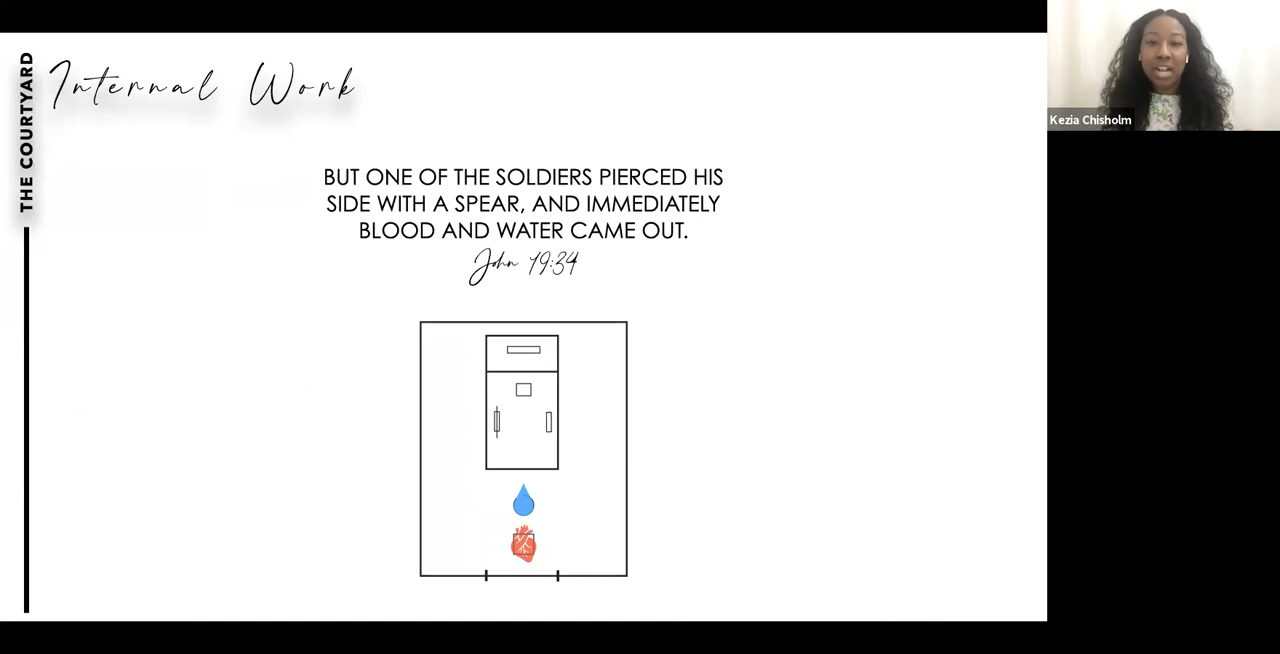 THE COURTYARD
Internal Work
BUT ONE OF THE SOLDIERS PIERCED HIS
SIDE WITH A SPEAR, AND IMMEDIATELY
BLOOD AND WATER CAME OUT.
John 19:34
Kezia Chisholm